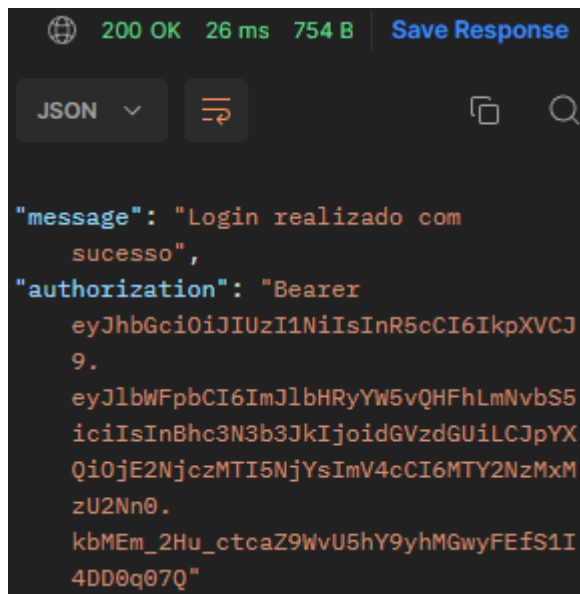 200 OK 26 ms 754 B Save Response
JSON
"message": "Login realizado com
sucesso",
"authorization": "Bearer
eyJhbGciOiJIUzI1NiIsInR5cCI6IkpXVCJ
9.
eyJlbWFpbCI6ImJlbHRyYW5vQHFhLmNvbS5
iciIsInBhc3N3b3JkIjoidGVzdGUiLCJpYX
QiOjE2NjczMTI5NjYsImV4cCI6MTY2NzMxM
zU2Nn0.
kbMEm_2Hu_ctcaZ9WvU5hY9yhMGwyFEfS1I
4DD0q07Q"